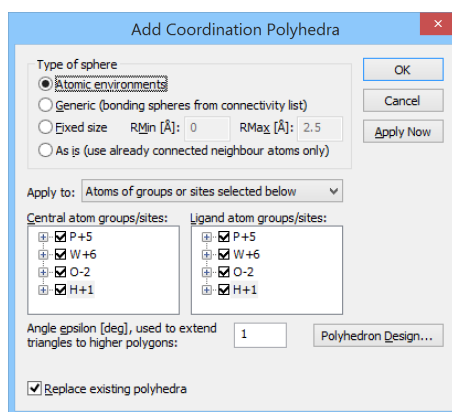 Add Coordination Polyhedra
×
Type of sphere
Atomic environments
Generic (bonding spheres from connectivity list)
Fixed size RMin [Å]: 0 RMax [Å]: 2.5
As is (use already connected neighbour atoms only)
OK
Cancel
Apply Now
Apply to: Atoms of groups or sites selected below
Central atom groups/sites: Ligand atom groups/sites:
P+5 P+5
W+6 W+6
O-2 O-2
H+1 H+1
Angle epsilon [deg], used to extend
triangles to higher polygons: 1 Polyhedron Design...
Replace existing polyhedra